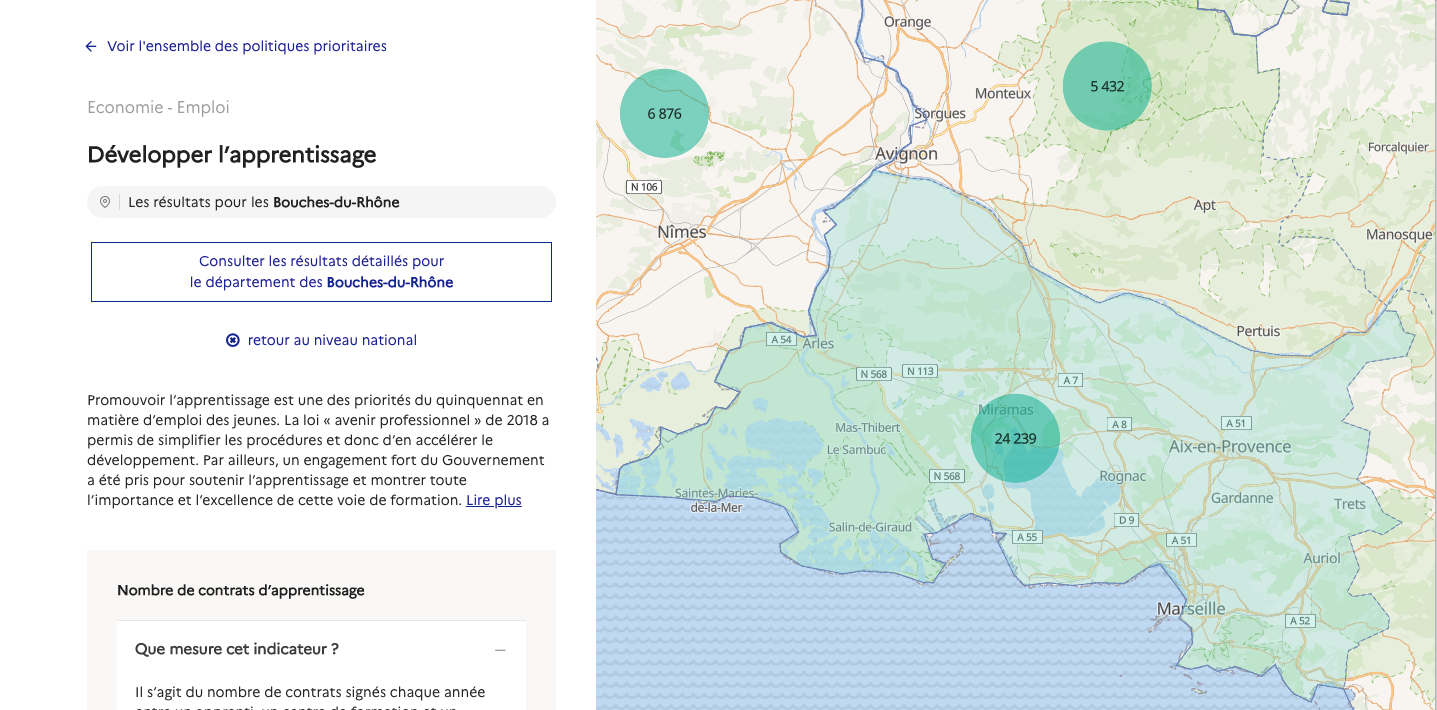 Voir l'ensemble des politiques prioritaires
Economie - Emploi
Développer l’apprentissage
Les résultats pour les Bouches-du-Rhône
Consulter les résultats détaillés pour
le département des Bouches-du-Rhône
retour au niveau national
Promouvoir l’apprentissage est une des priorités du quinquennat en
matière d’emploi des jeunes. La loi « avenir professionnel » de 2018 a
permis de simplifier les procédures et donc d’en accélérer le
développement. Par ailleurs, un engagement fort du Gouvernement
a été pris pour soutenir l’apprentissage et montrer toute
l’importance et l’excellence de cette voie de formation. Lire plus
Nombre de contrats d’apprentissage
Que mesure cet indicateur ?
Il s’agit du nombre de contrats signés chaque année
Orange
5 432
Monteux
6 876
Sorgues
Avignon
Forcalquier
N 106
Apt
Nîmes
Manosque
Pertuis
A 54
Arles
N 568
N 113
A 7
Miramas
24 239
Mas-Thibert
A 8
A 51
Le Sambuc
Aix-en-Provence
N 568
Rognac
Saintes-Maries-
de-la-Mer
Gardanne
Trets
Salin-de-Giraud
D 9
A 55
A 51
Auriol
Marseille
A 52